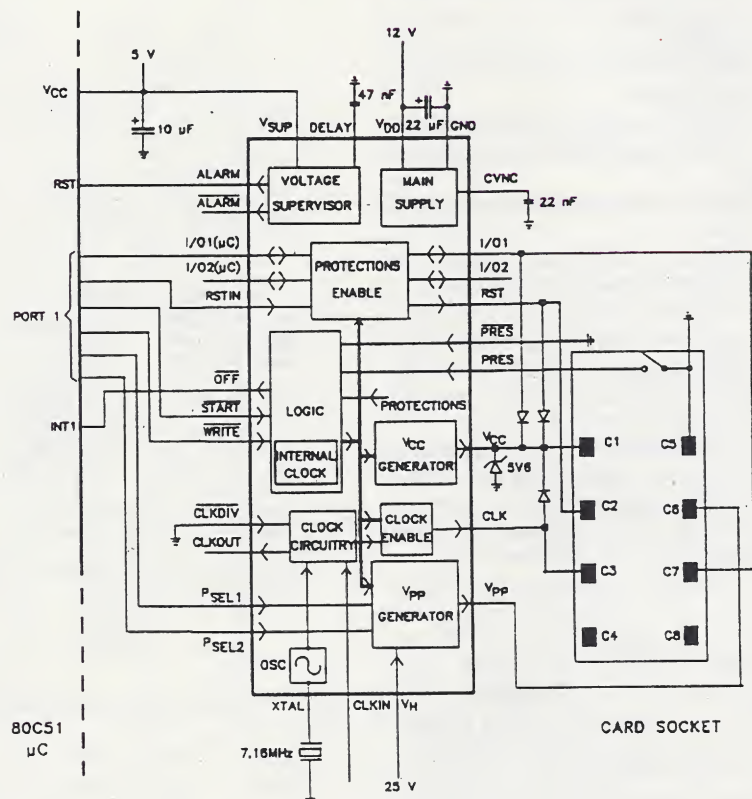 12 V
5 V
VCC
+
10 µF
47 nF
+
22 µF
VSUP
DELAY
VDD
GND
RST
ALARM
ALARM
VOLTAGE
SUPERVISOR
MAIN
SUPPLY
CVNC
22 nF
I/O1(µC)
I/O2(µC)
RSTIN
PROTECTIONS
ENABLE
I/O1
I/O2
RST
PORT 1
PRES
PRES
OFF
START
WRITE
INT1
LOGIC
INTERNAL
CLOCK
PROTECTIONS
VCC
GENERATOR
VCC
5V6
C1
C5
C2
C6
C3
C7
C4
C8
CLKDIV
CLKOUT
CLOCK
CIRCUITRY
CLOCK
ENABLE
CLK
PSEL1
PSEL2
VPP
GENERATOR
VPP
OSC
XTAL
CLKIN
VH
7,16MHz
25 V
80C51
µC
CARD SOCKET